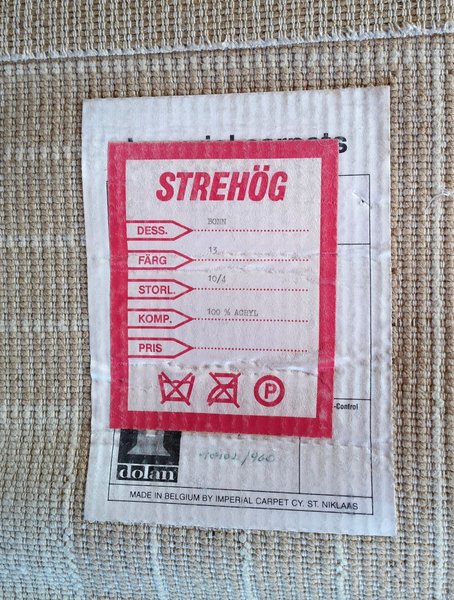 STREHÖG
DESS. BONN
FÄRG 13
STORL. 10/4
KOMP. 100 % ACRYL
PRIS
P
-Control
dolan
MADE IN BELGIUM BY IMPERIAL CARPET CY. ST. NIKLAAS